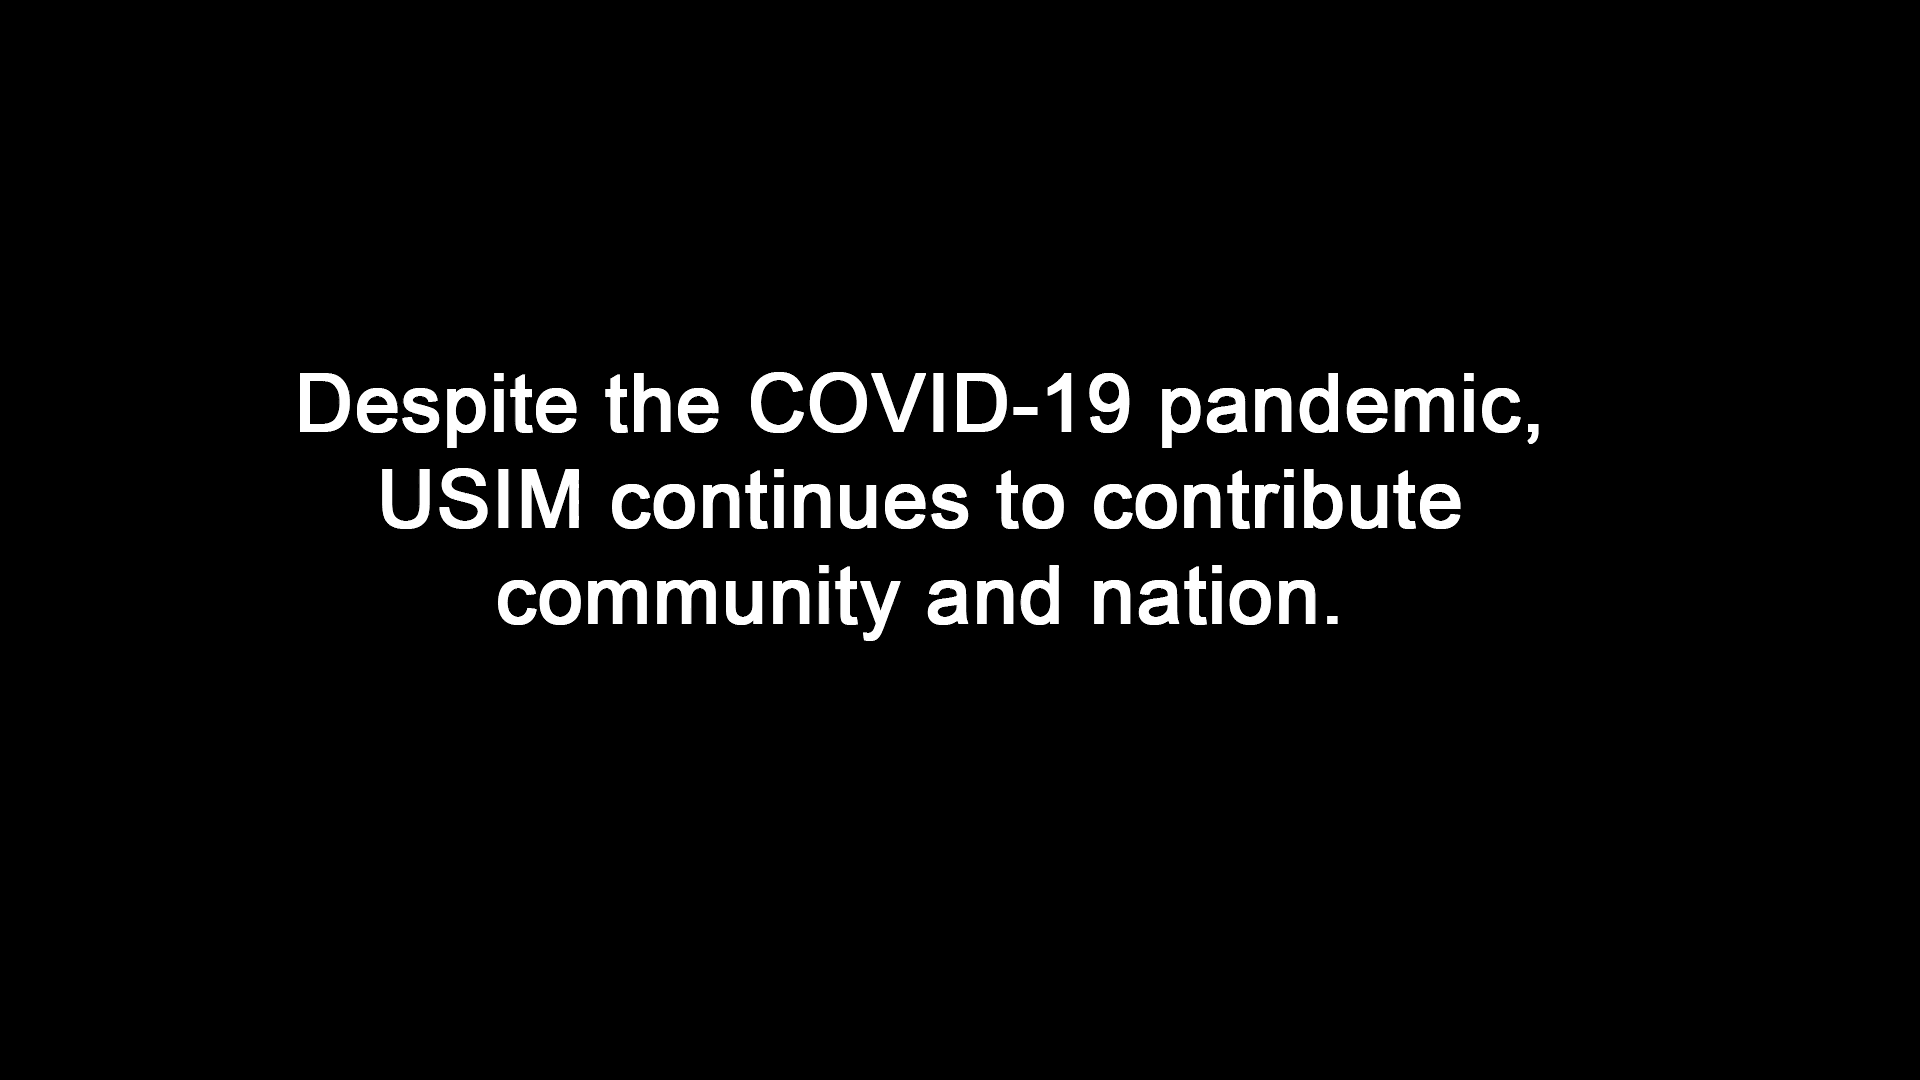 Despite the COVID-19 pandemic,
USIM continues to contribute
community and nation.